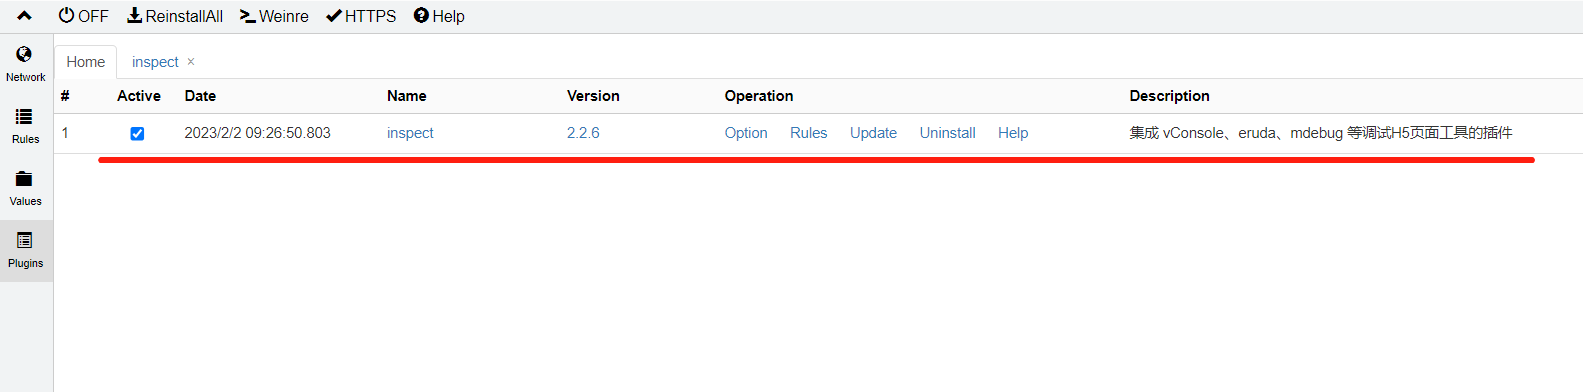 OFF ReinstallAll Weinre HTTPS Help
Network
Rules
Values
Plugins
Home inspect ×
# Active Date Name Version Operation Description
1 2023/2/2 09:26:50.803 inspect 2.2.6 Option Rules Update Uninstall Help 集成 vConsole、eruda、mdebug 等调试H5页面工具的插件